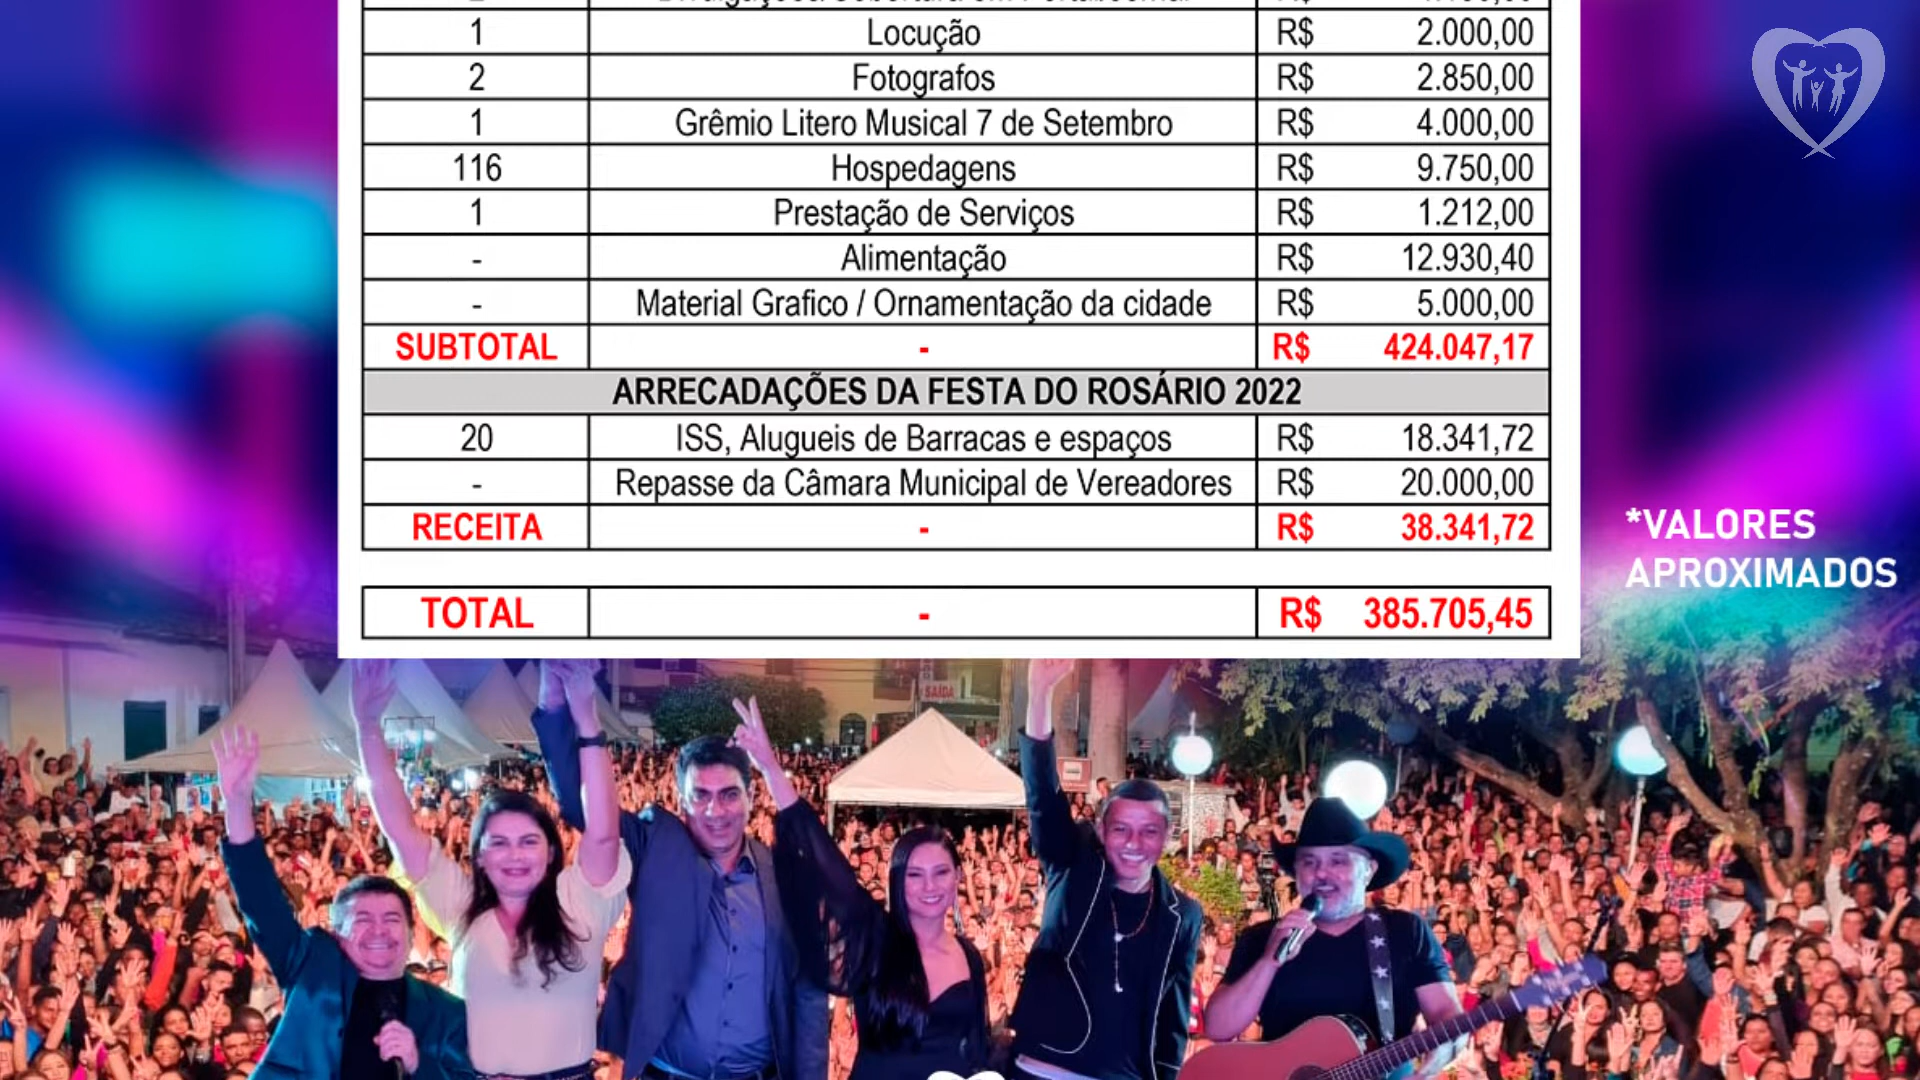 1 Locução R$ 2.000,00
2 Fotografos R$ 2.850,00
1 Grêmio Litero Musical 7 de Setembro R$ 4.000,00
116 Hospedagens R$ 9.750,00
1 Prestação de Serviços R$ 1.212,00
- Alimentação R$ 12.930,40
- Material Grafico / Ornamentação da cidade R$ 5.000,00
SUBTOTAL - R$ 424.047,17
ARRECADAÇÕES DA FESTA DO ROSÁRIO 2022
20 ISS, Alugueis de Barracas e espaços R$ 18.341,72
- Repasse da Câmara Municipal de Vereadores R$ 20.000,00
RECEITA - R$ 38.341,72
*VALORES
APROXIMADOS
TOTAL - R$ 385.705,45
SAÍDA